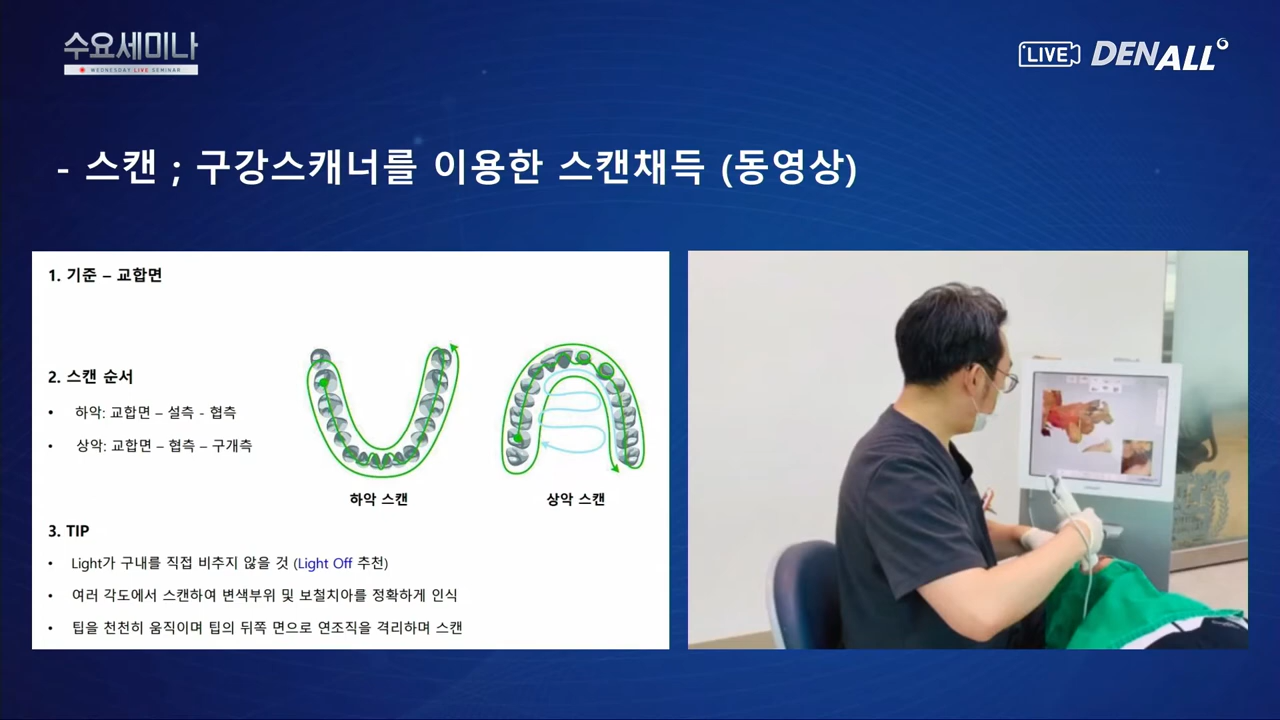 수요세미나
WEDNESDAY LIVE SEMINAR
LIVE DENALL
- 스캔 ; 구강스캐너를 이용한 스캔채득 (동영상)
1. 기준 – 교합면
2. 스캔 순서
• 하악: 교합면 – 설측 - 협측
• 상악: 교합면 – 협측 – 구개측
하악 스캔
상악 스캔
3. TIP
• Light가 구내를 직접 비추지 않을 것 (Light Off 추천)
• 여러 각도에서 스캔하여 변색부위 및 보철치아를 정확하게 인식
• 팁을 천천히 움직이며 팁의 뒤쪽 면으로 연조직을 격리하며 스캔